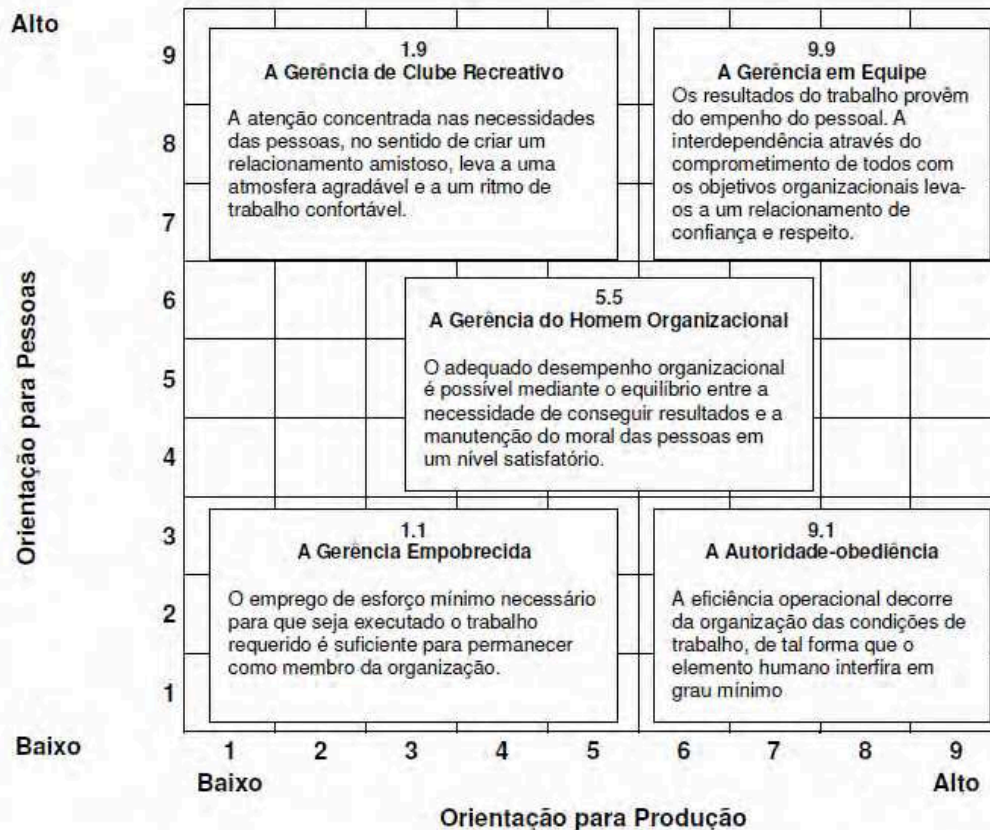 Alto
Orientação para Pessoas
9
8
7
6
5
4
3
2
1
1.9
A Gerência de Clube Recreativo
A atenção concentrada nas necessidades
das pessoas, no sentido de criar um
relacionamento amistoso, leva a uma
atmosfera agradável e a um ritmo de
trabalho confortável.
9.9
A Gerência em Equipe
Os resultados do trabalho provêm
do empenho do pessoal. A
interdependência através do
comprometimento de todos com
os objetivos organizacionais leva-
os a um relacionamento de
confiança e respeito.
5.5
A Gerência do Homem Organizacional
O adequado desempenho organizacional
é possível mediante o equilíbrio entre a
necessidade de conseguir resultados e a
manutenção do moral das pessoas em
um nível satisfatório.
1.1
A Gerência Empobrecida
O emprego de esforço mínimo necessário
para que seja executado o trabalho
requerido é suficiente para permanecer
como membro da organização.
9.1
A Autoridade-obediência
A eficiência operacional decorre
da organização das condições de
trabalho, de tal forma que o
elemento humano interfira em
grau mínimo
Baixo
1 2 3 4 5 6 7 8 9
Baixo Alto
Orientação para Produção